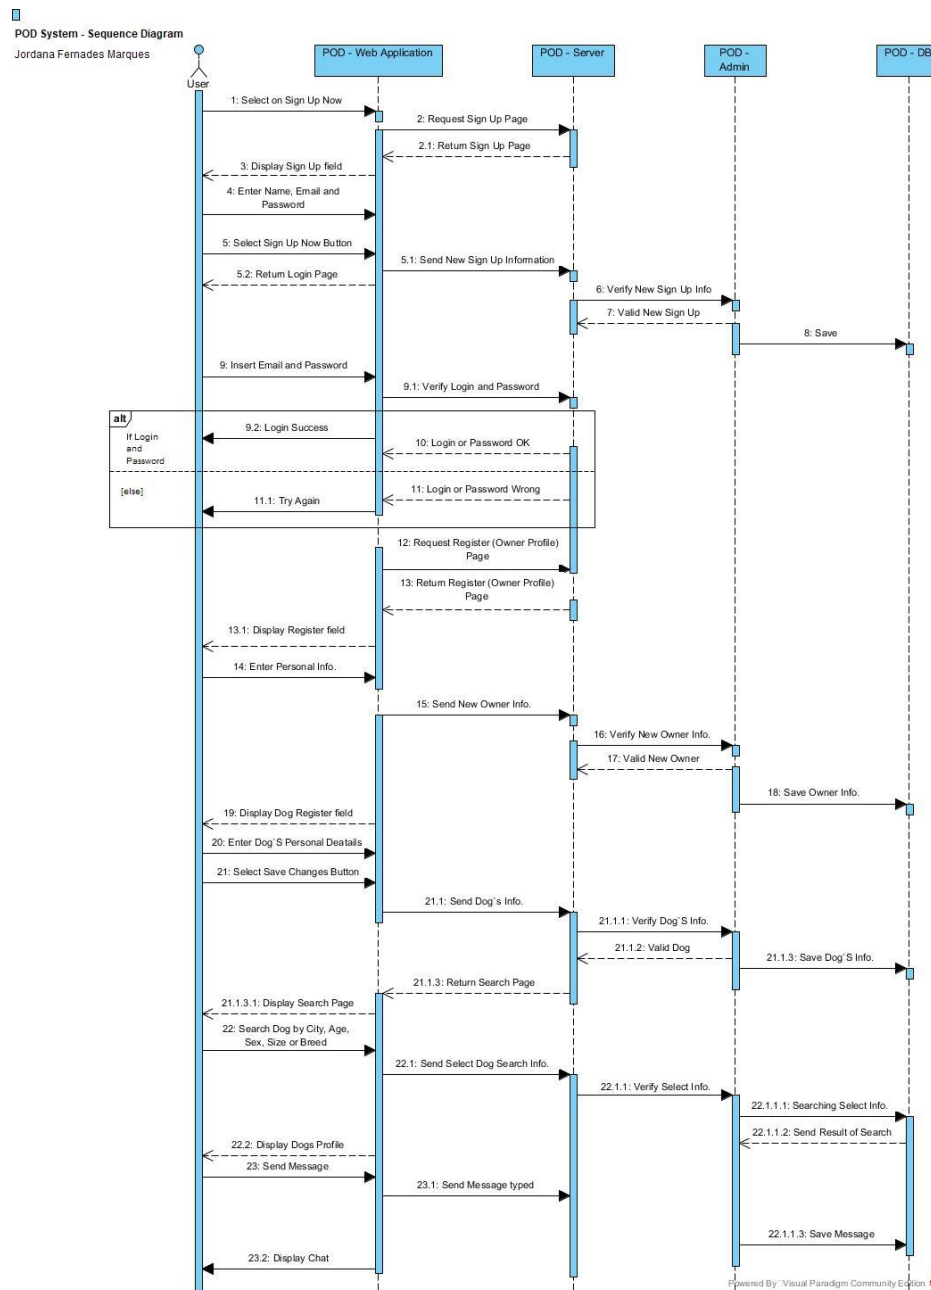 POD System - Sequence Diagram
Jordana Fernades Marques
User
POD - Web Application
POD - Server
POD -
Admin
POD - DB
1: Select on Sign Up Now
2: Request Sign Up Page
2.1: Return Sign Up Page
3: Display Sign Up field
4: Enter Name, Email and
Password
5: Select Sign Up Now Button
5.1: Send New Sign Up Information
5.2: Return Login Page
6: Verify New Sign Up Info
7: Valid New Sign Up
8: Save
9: Insert Email and Password
9.1: Verify Login and Password
alt
If Login
and
Password
9.2: Login Success
10: Login or Password OK
[else]
11: Login or Password Wrong
11.1: Try Again
12: Request Register (Owner Profile)
Page
13: Return Register (Owner Profile)
Page
13.1: Display Register field
14: Enter Personal Info.
15: Send New Owner Info.
16: Verify New Owner Info.
17: Valid New Owner
18: Save Owner Info.
19: Display Dog Register field
20: Enter Dog`S Personal Deatails
21: Select Save Changes Button
21.1: Send Dog`s Info.
21.1.1: Verify Dog`S Info.
21.1.2: Valid Dog
21.1.3: Save Dog`S Info.
21.1.3: Return Search Page
21.1.3.1: Display Search Page
22: Search Dog by City, Age,
Sex, Size or Breed
22.1: Send Select Dog Search Info.
22.1.1: Verify Select Info.
22.1.1.1: Searching Select Info.
22.1.1.2: Send Result of Search
22.2: Display Dogs Profile
23: Send Message
23.1: Send Message typed
22.1.1.3: Save Message
23.2: Display Chat
Powered By Visual Paradigm Community Edition